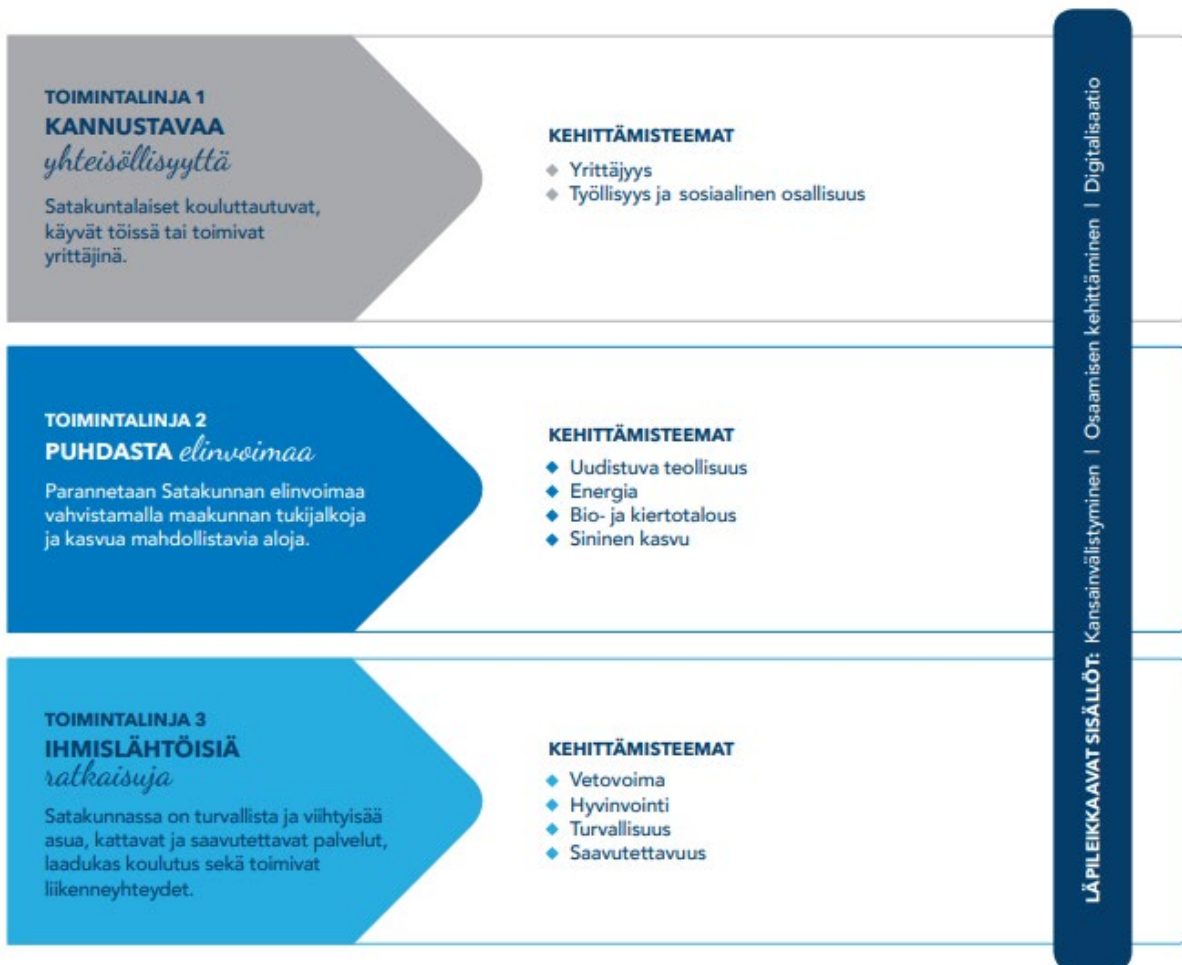 TOIMINTALINJA 1
KANNUSTAVAA
yhteisöllisyyttä
Satakuntalaiset kouluttautuvat,
käyvät töissä tai toimivat
yrittäjinä.
KEHITTÄMISTEEMAT
Yrittäjyys
Työllisyys ja sosiaalinen osallisuus
TOIMINTALINJA 2
PUHDASTA elinvoimaa
Parannetaan Satakunnan elinvoimaa
vahvistamalla maakunnan tukijalkoja
ja kasvua mahdollistavia aloja.
KEHITTÄMISTEEMAT
Uudistuva teollisuus
Energia
Bio- ja kiertotalous
Sininen kasvu
TOIMINTALINJA 3
IHMISLÄHTÖISIÄ
ratkaisuja
Satakunnassa on turvallista ja viihtyisää
asua, kattavat ja saavutettavat palvelut,
laadukas koulutus sekä toimivat
liikenneyhteydet.
KEHITTÄMISTEEMAT
Vetovoima
Hyvinvointi
Turvallisuus
Saavutettavuus
LÄPILEIKKAAVAT SISÄLLÖT: Kansainvälistyminen | Osaamisen kehittäminen | Digitalisaatio